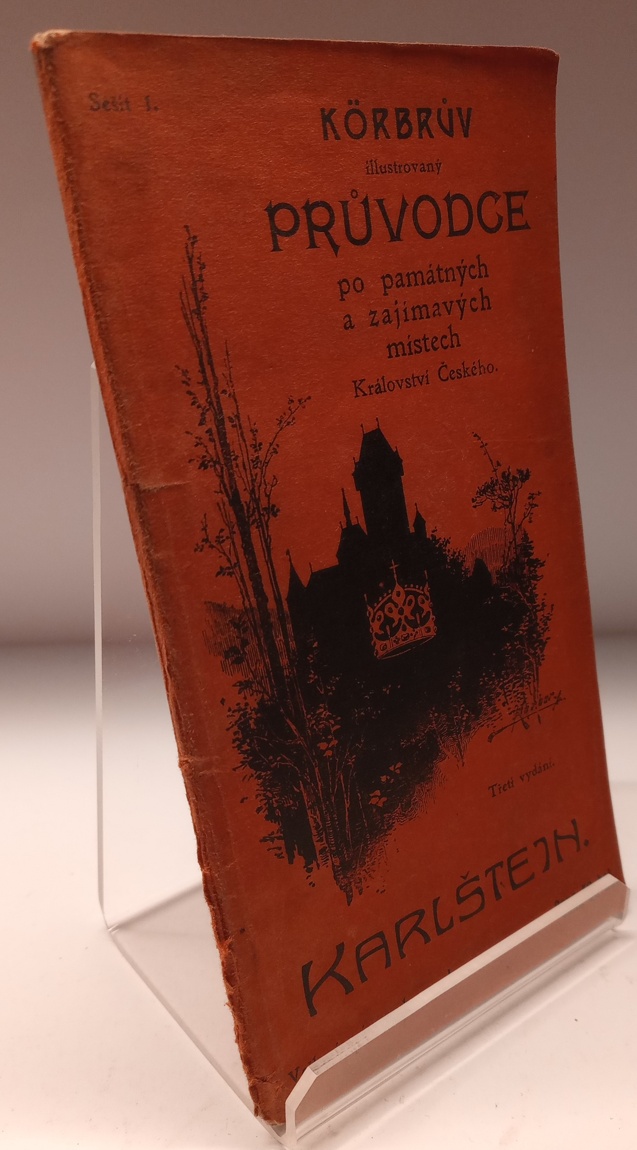 Sešit 1.
KÖRBRŮV
illustrovaný
PRŮVODCE
po památných
a zajímavých
místech
Království Českého.
Třetí vydání.
KARLŠTEJN.